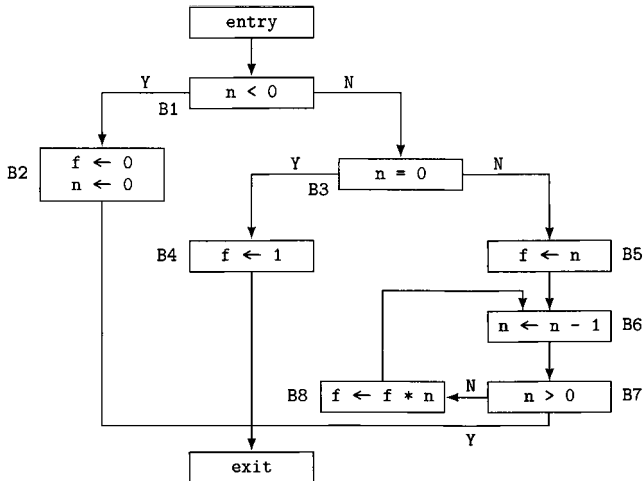 entry
Y
n < 0
N
B1
B2
f ← 0
n ← 0
Y
n = 0
N
B3
B4
f ← 1
f ← n
B5
n ← n - 1
B6
B8
f ← f * n
N
n > 0
B7
Y
exit